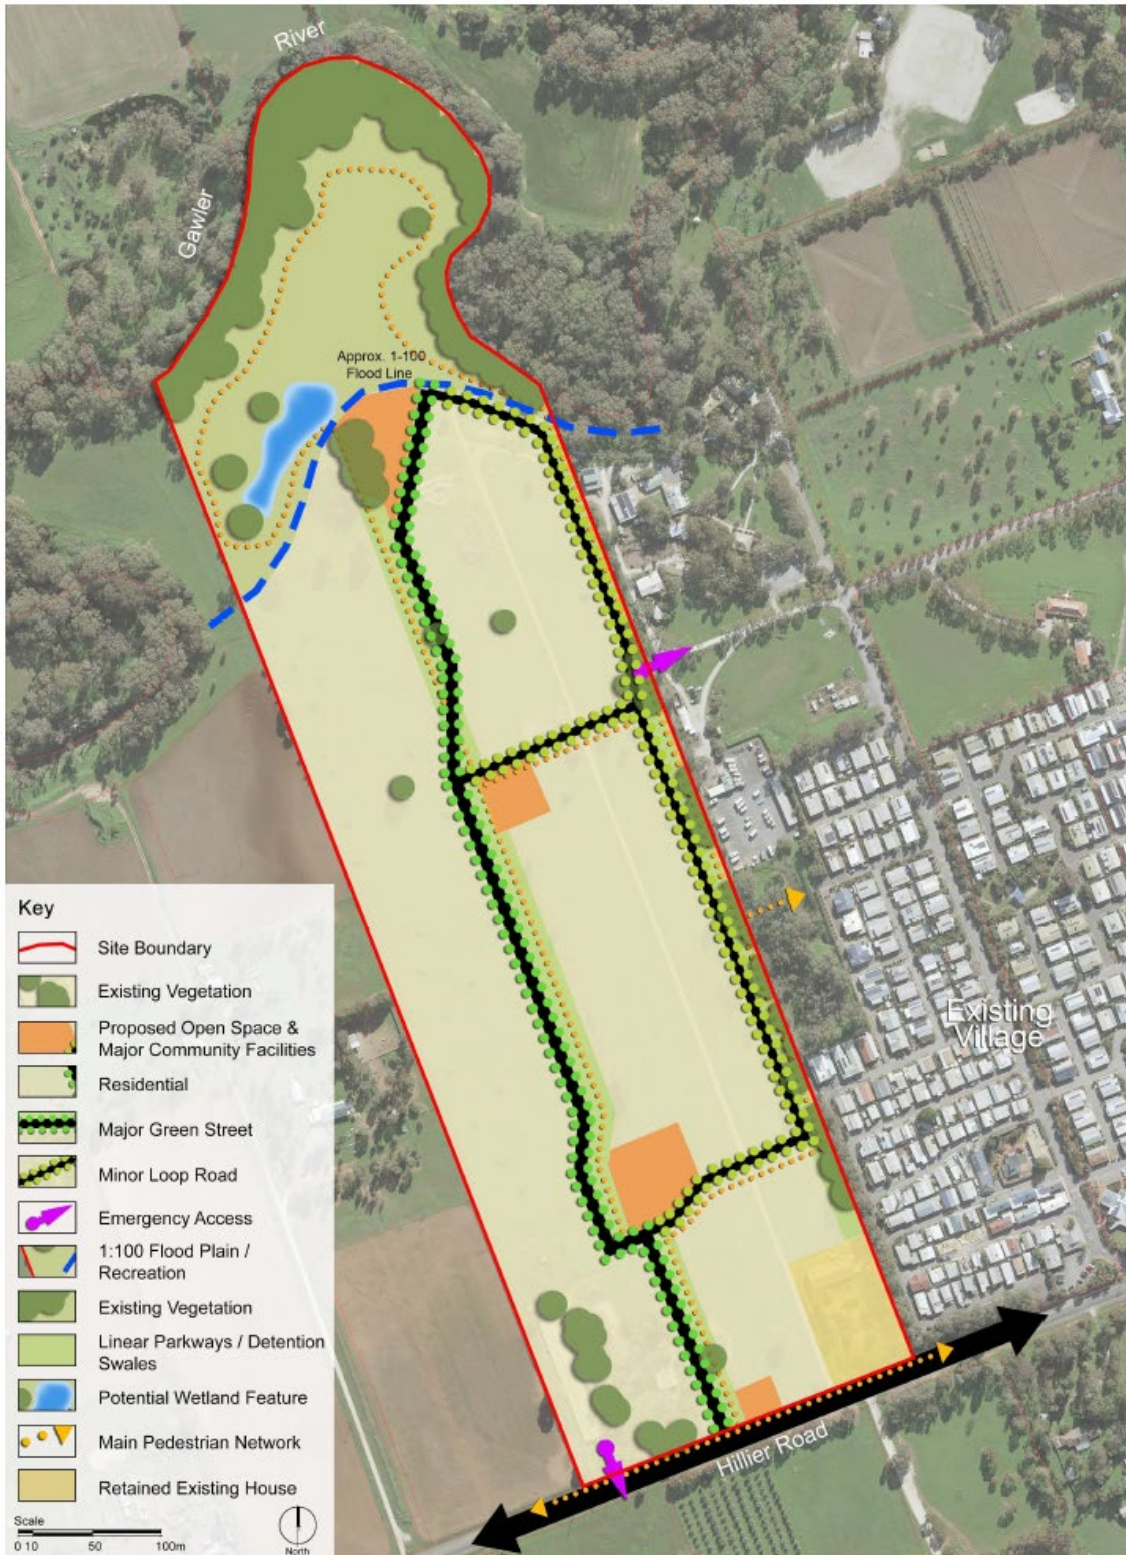 River
Gawler
Approx. 1-100
Flood Line
Existing
Village
Hillier Road
Key
Site Boundary
Existing Vegetation
Proposed Open Space &
Major Community Facilities
Residential
Major Green Street
Minor Loop Road
Emergency Access
1:100 Flood Plain /
Recreation
Existing Vegetation
Linear Parkways / Detention
Swales
Potential Wetland Feature
Main Pedestrian Network
Retained Existing House
Scale
0 10 50 100m
North